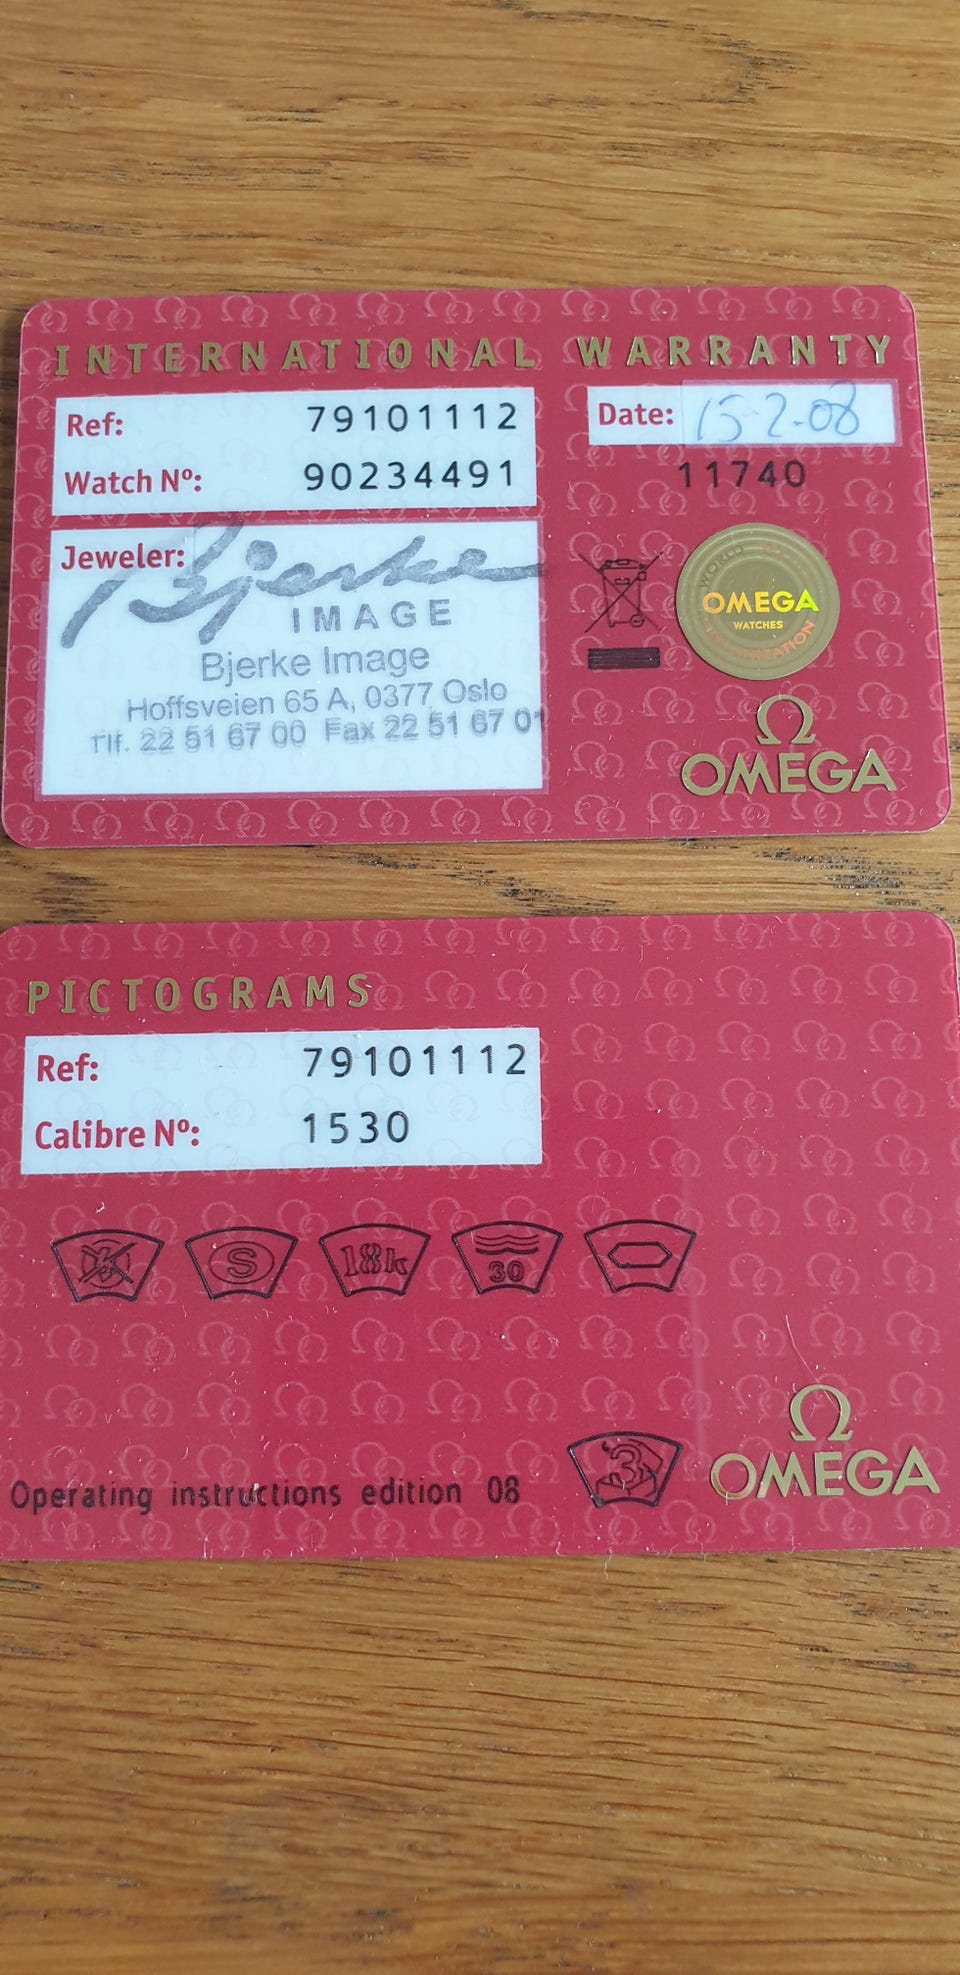 INTERNATIONAL WARRANTY
Ref: 79101112
Watch Nº: 90234491
Date: 15-2-08
11740
Jeweler:
Bjerke
IMAGE
Bjerke Image
Hoffsveien 65 A, 0377 Oslo
Tlf. 22 51 67 00 Fax 22 51 67 01
WORLD
OMEGA
WATCHES
Ω
OMEGA
PICTOGRAMS
Ref: 79101112
Calibre Nº: 1530
S
18k
30
3
Operating instructions edition 08
Ω
OMEGA